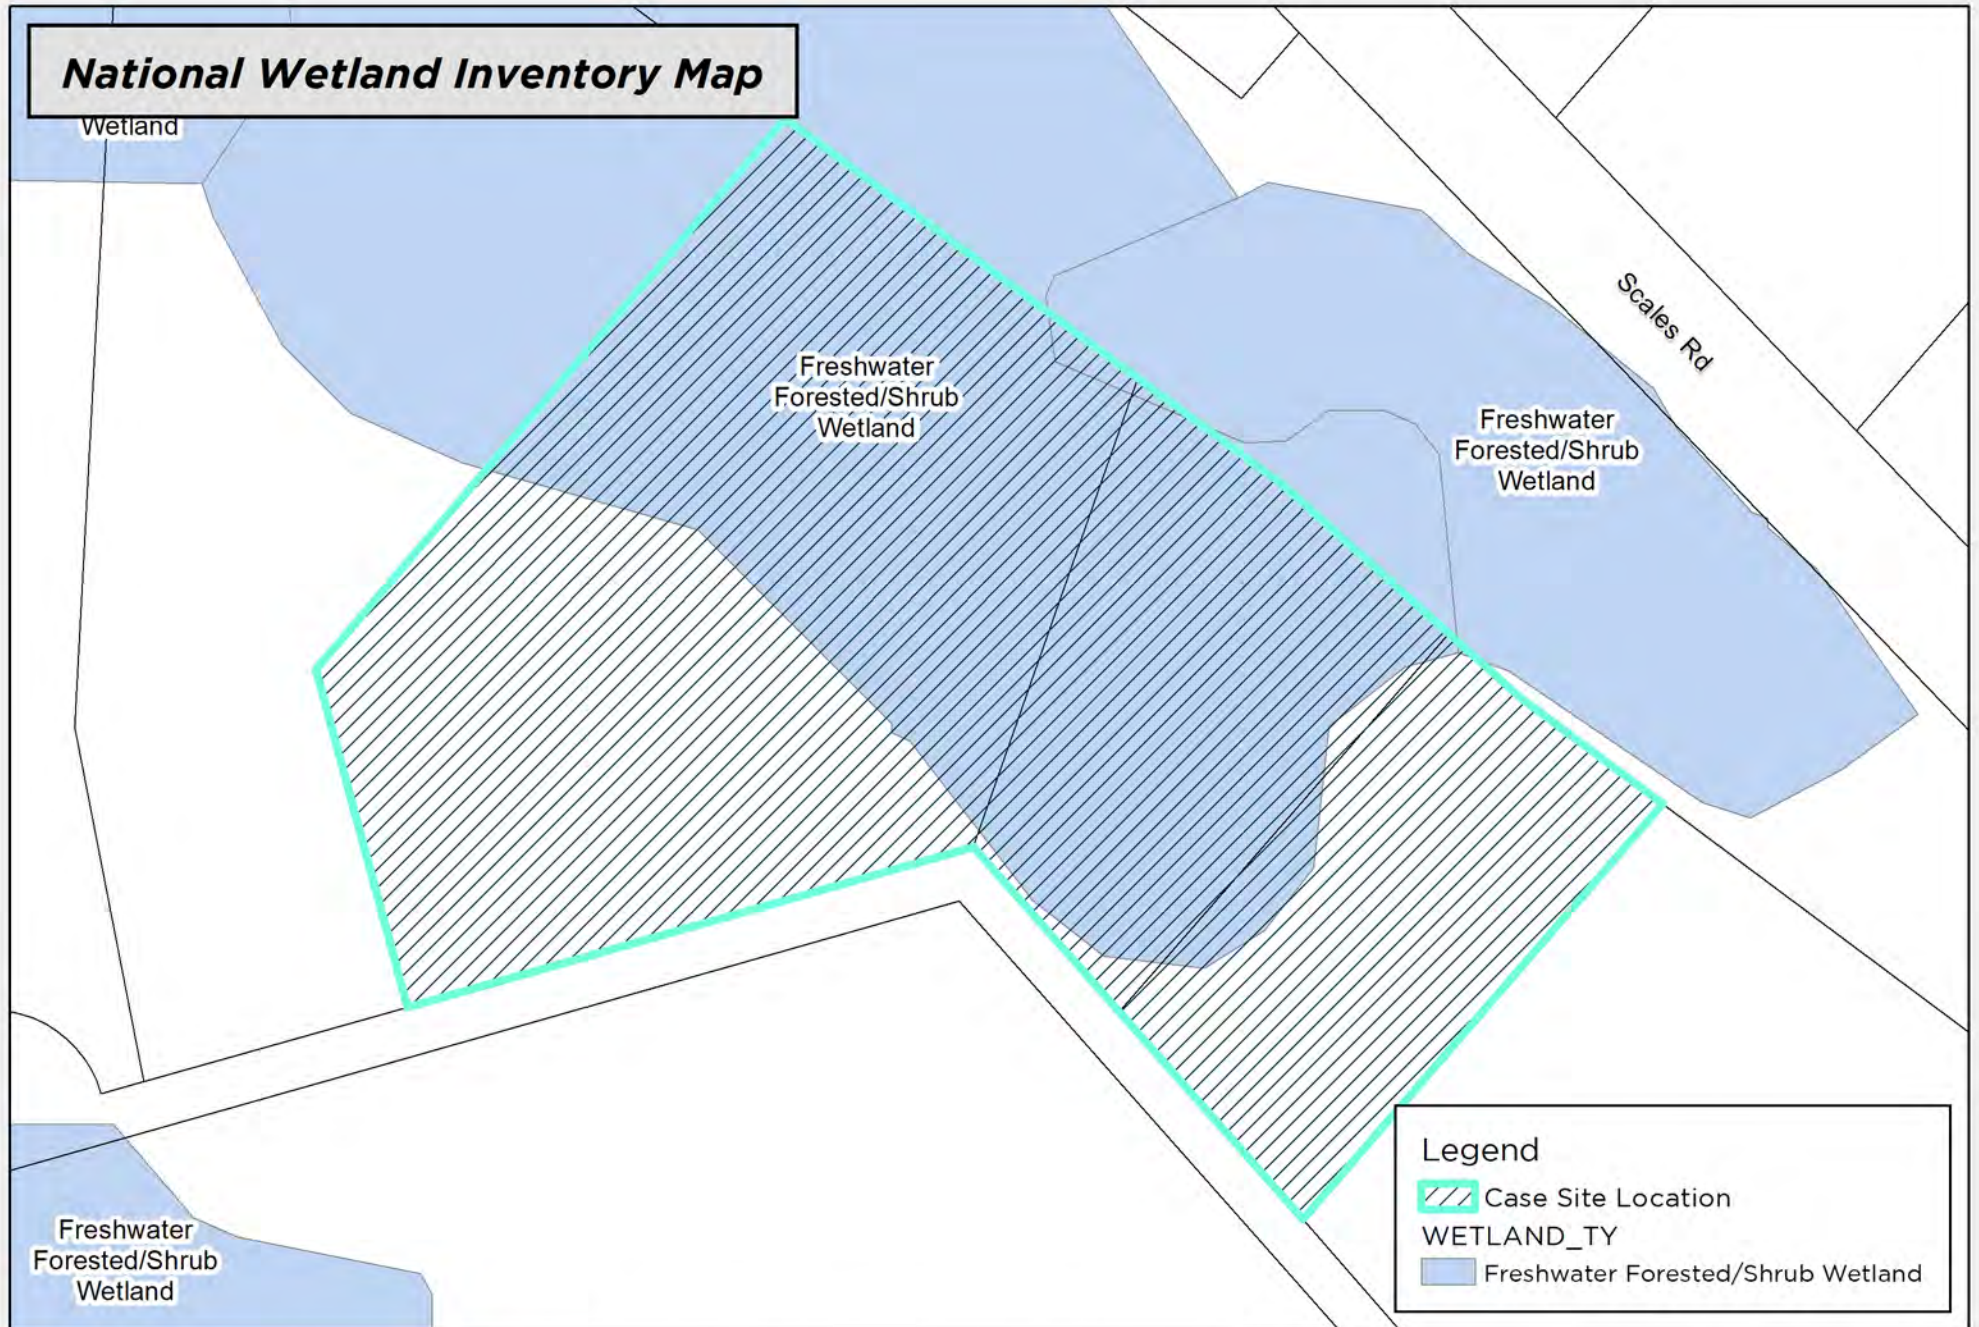 National Wetland Inventory Map
Wetland
Scales Rd
Freshwater
Forested/Shrub
Wetland
Freshwater
Forested/Shrub
Wetland
Freshwater
Forested/Shrub
Wetland
Legend
Case Site Location
WETLAND_TY
Freshwater Forested/Shrub Wetland